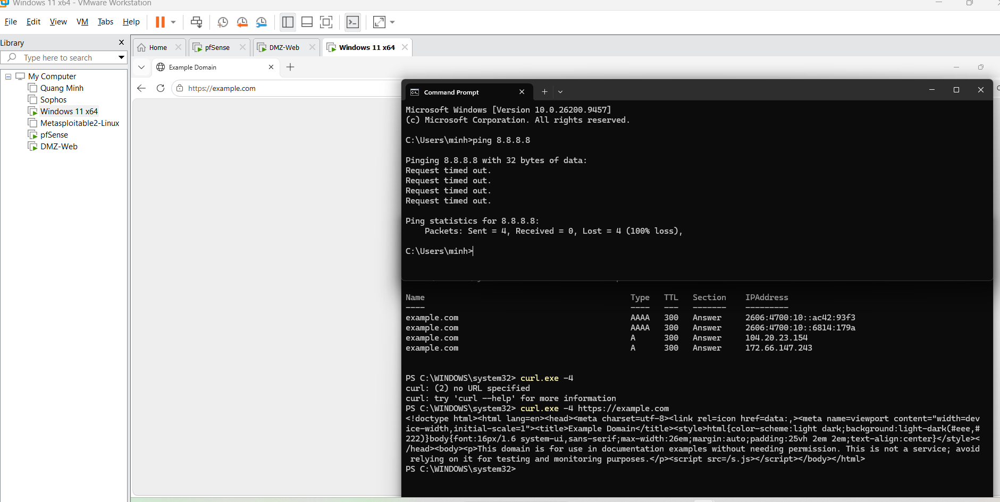 Windows 11 x64 - VMware Workstation
File Edit View VM Tabs Help
Library
Type here to search
My Computer
Quang Minh
Sophos
Windows 11 x64
Metasploitable2-Linux
pfSense
DMZ-Web
Home pfSense DMZ-Web Windows 11 x64
Example Domain
https://example.com
Command Prompt
Microsoft Windows [Version 10.0.26200.9457]
(c) Microsoft Corporation. All rights reserved.
C:\Users\minh>ping 8.8.8.8
Pinging 8.8.8.8 with 32 bytes of data:
Request timed out.
Request timed out.
Request timed out.
Request timed out.
Ping statistics for 8.8.8.8:
Packets: Sent = 4, Received = 0, Lost = 4 (100% loss),
C:\Users\minh>
Name Type TTL Section IPAddress
---- ---- --- ------- ---------
example.com AAAA 300 Answer 2606:4700:10::ac42:93f3
example.com AAAA 300 Answer 2606:4700:10::6814:179a
example.com A 300 Answer 104.20.23.154
example.com A 300 Answer 172.66.147.243
PS C:\WINDOWS\system32> curl.exe -4
curl: (2) no URL specified
curl: try 'curl --help' for more information
PS C:\WINDOWS\system32> curl.exe -4 https://example.com
<!doctype html><html lang=en><head><meta charset=utf-8><link rel=icon href=data:,><meta name=viewport content="width=dev
ice-width,initial-scale=1"><title>Example Domain</title><style>html{color-scheme:light dark;background:light-dark(#eee,#
222)}body{font:16px/1.6 system-ui,sans-serif;max-width:26em;margin:auto;padding:25vh 2em 2em;text-align:center}</style><
/head><body><p>This domain is for use in documentation examples without needing permission. This is not a service; avoid
relying on it for testing and monitoring purposes.</p><script src=/s.js></script></body></html>
PS C:\WINDOWS\system32>